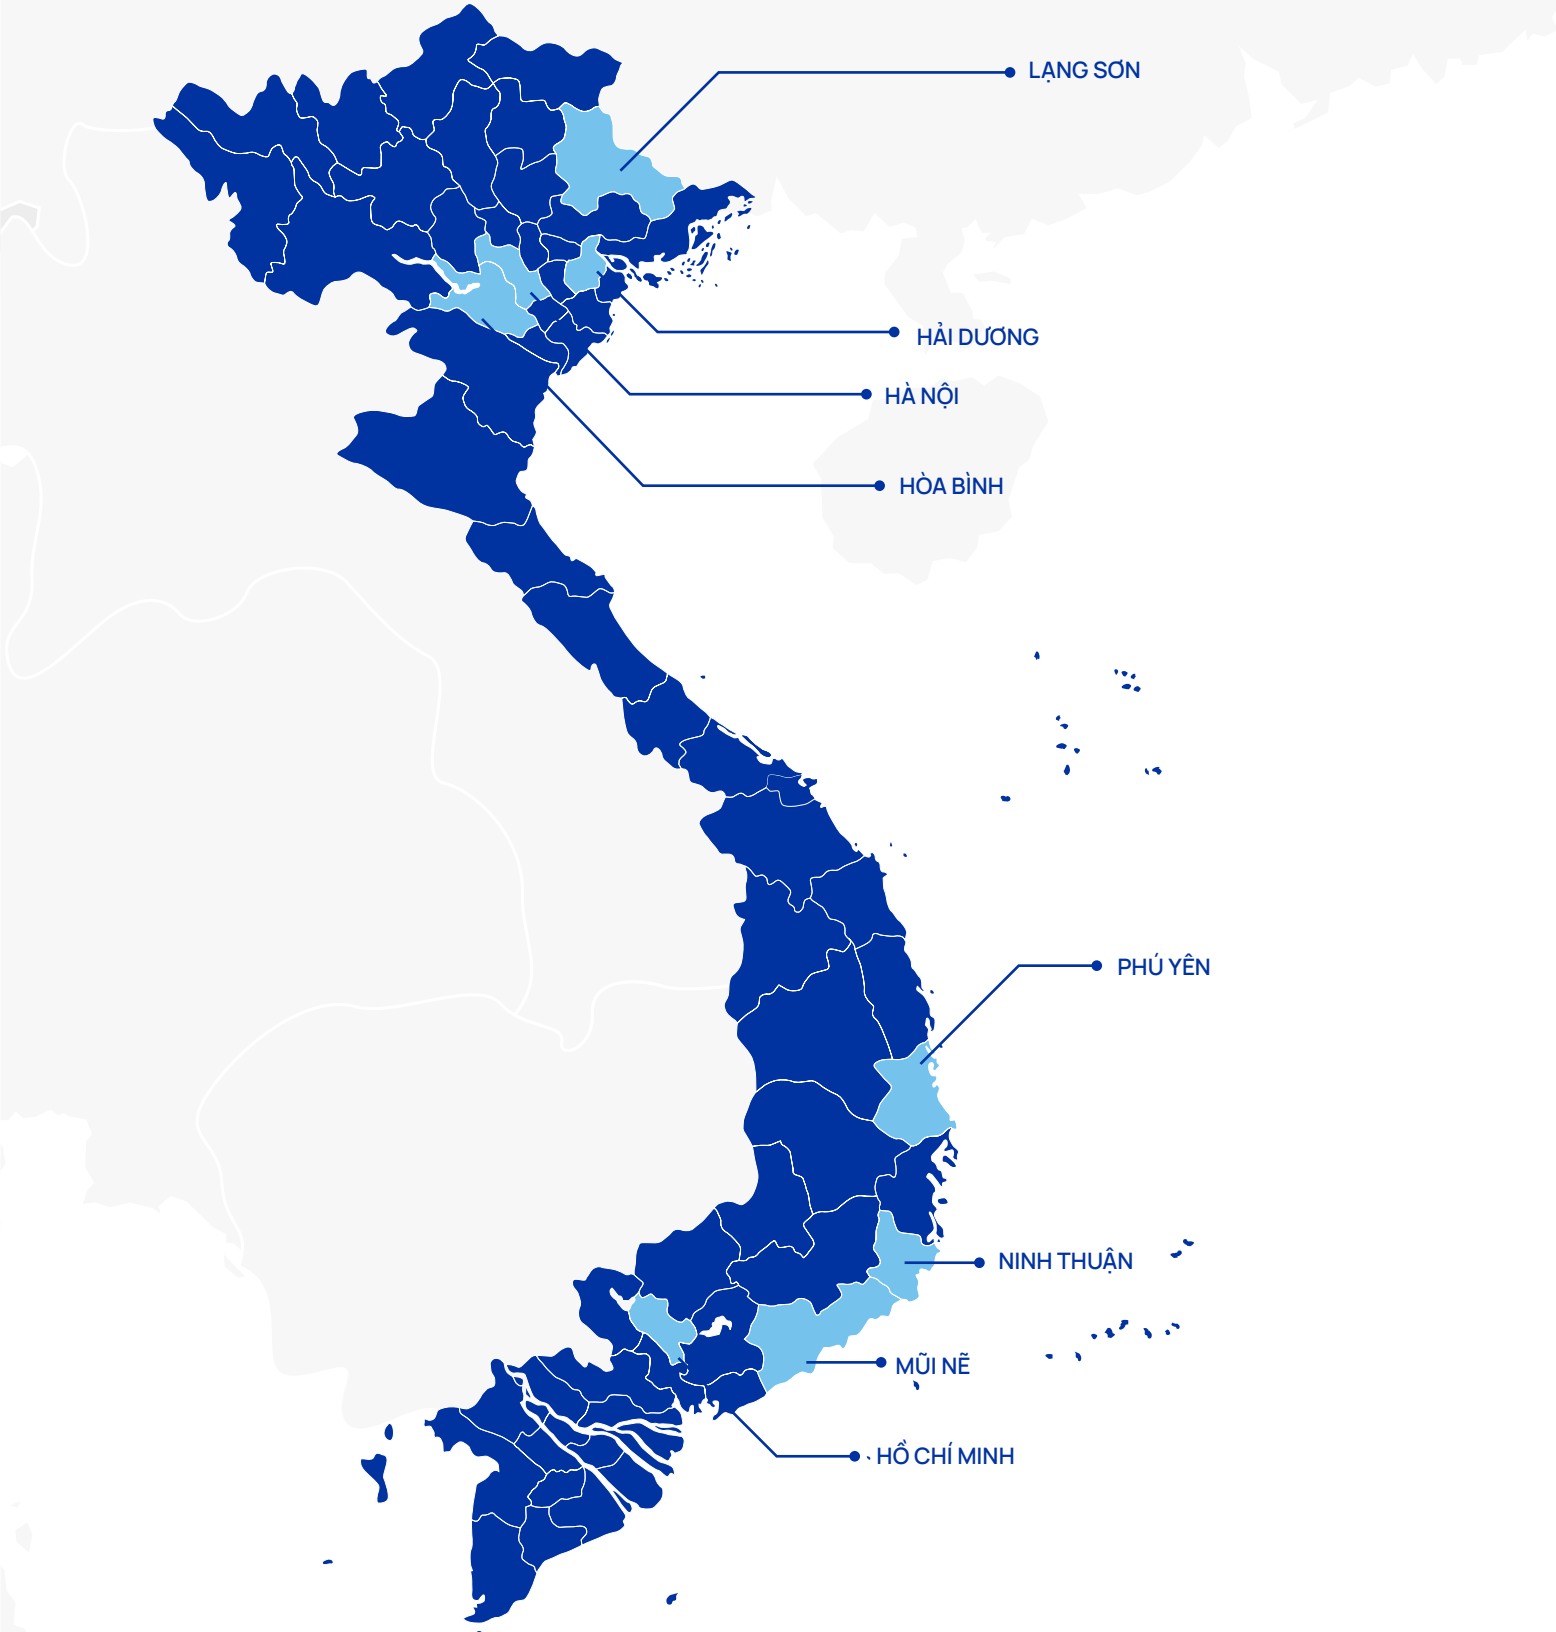 LẠNG SƠN
HẢI DƯƠNG
HÀ NỘI
HÒA BÌNH
PHÚ YÊN
NINH THUẬN
MŨI NẼ
HỒ CHÍ MINH